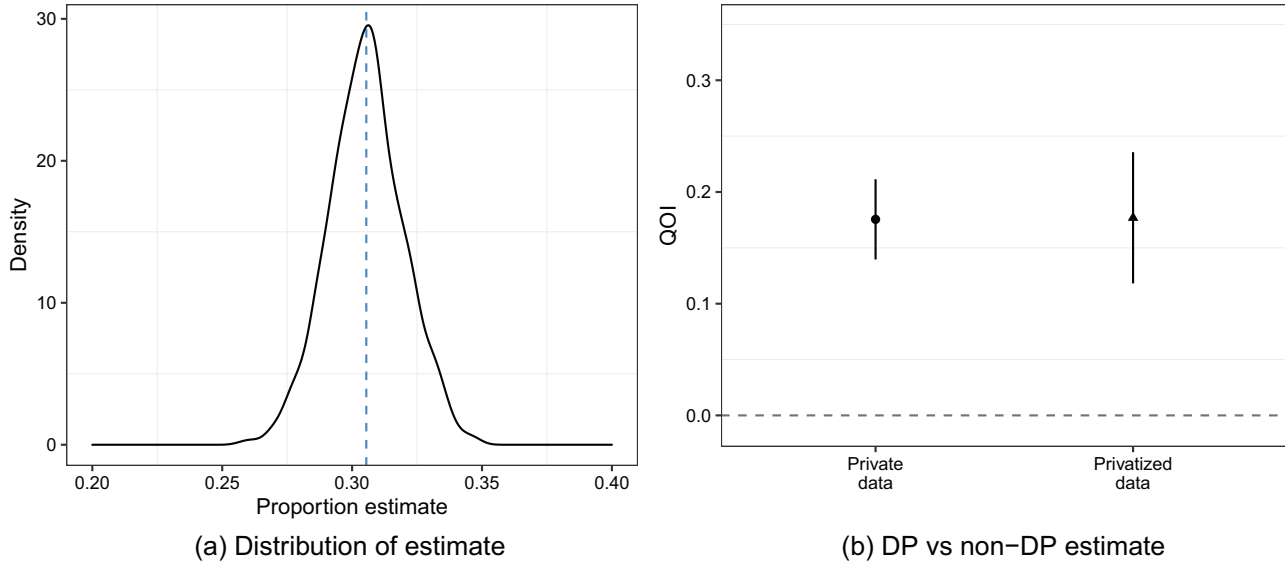 30
20
10
0
Density
0.20 0.25 0.30 0.35 0.40
Proportion estimate
(a) Distribution of estimate
0.3
0.2
0.1
0.0
QOI
Private
data
Privatized
data
(b) DP vs non−DP estimate